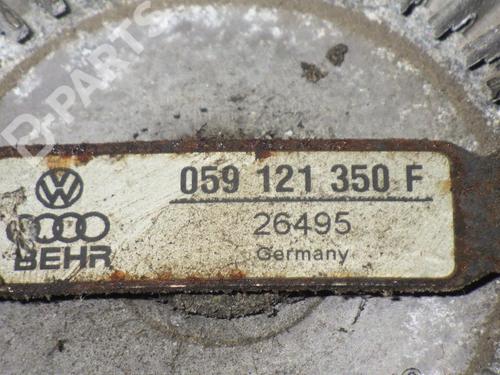 B-PARTS
059 121 350 F
26495
BEHR
Germany